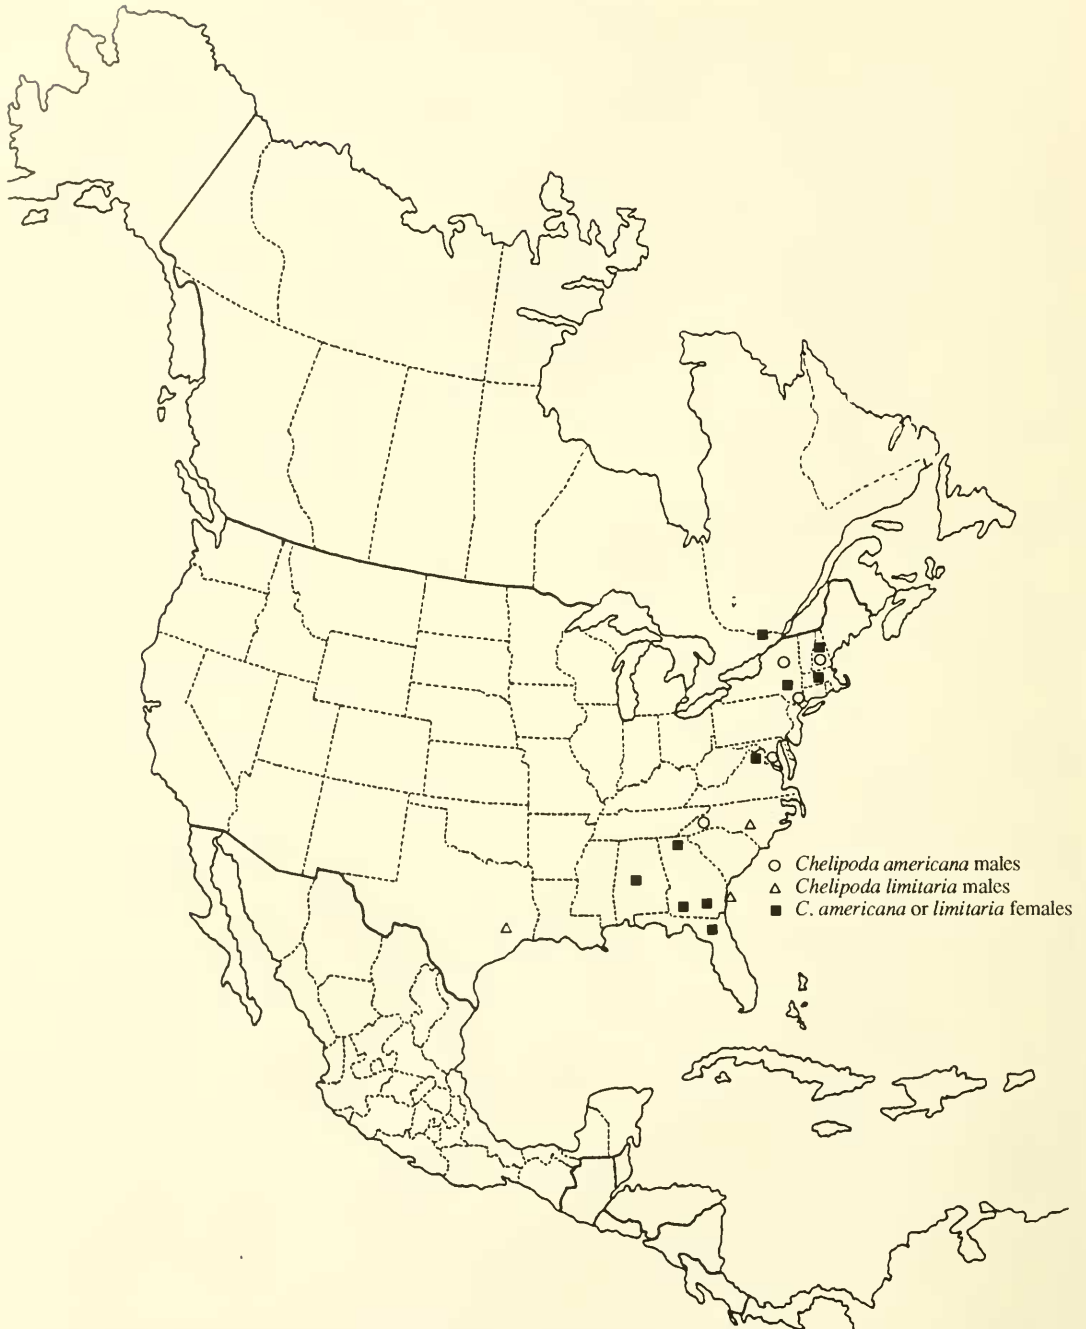 ○ Chelipoda americana males
△ Chelipoda limitaria males
■ C. americana or limitaria females